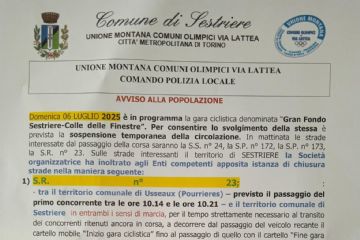 Comune di Sestriere
UNIONE MONTANA COMUNI OLIMPICI VIA LATTEA
CITTA' METROPOLITANA DI TORINO
UNIONE MONTANA COMUNI OLIMPICI VIA LATTEA
COMANDO POLIZIA LOCALE
AVVISO ALLA POPOLAZIONE
Domenica 06 LUGLIO 2025 è in programma la gara ciclistica denominata "Gran Fondo
Sestriere-Colle delle Finestre". Per consentire lo svolgimento della stessa è
prevista la sospensione temporanea della circolazione. In mattinata le strade
interessate dal passaggio della corsa saranno la S.S. n° 24, la S.P. n° 172, la S.P. n° 173,
la S.R. n° 23. Sulle strade interessanti il territorio di SESTRIERE la Società
organizzatrice ha inoltrato agli Enti competenti apposita istanza di chiusura
strade nella maniera seguente:
1) S.R. n° 23:
- tra il territorio comunale di Usseaux (Pourrieres) – previsto il passaggio del
primo concorrente tra le ore 10.14 e le ore 10.21 – e il territorio comunale di
Sestriere in entrambi i sensi di marcia, per il tempo strettamente necessario al transito
dei concorrenti ritenuti ancora in corsa, a decorrere dal passaggio del veicolo recante il
cartello mobile "Inizio gara ciclistica" fino al passaggio di quello con il cartello "Fine gara